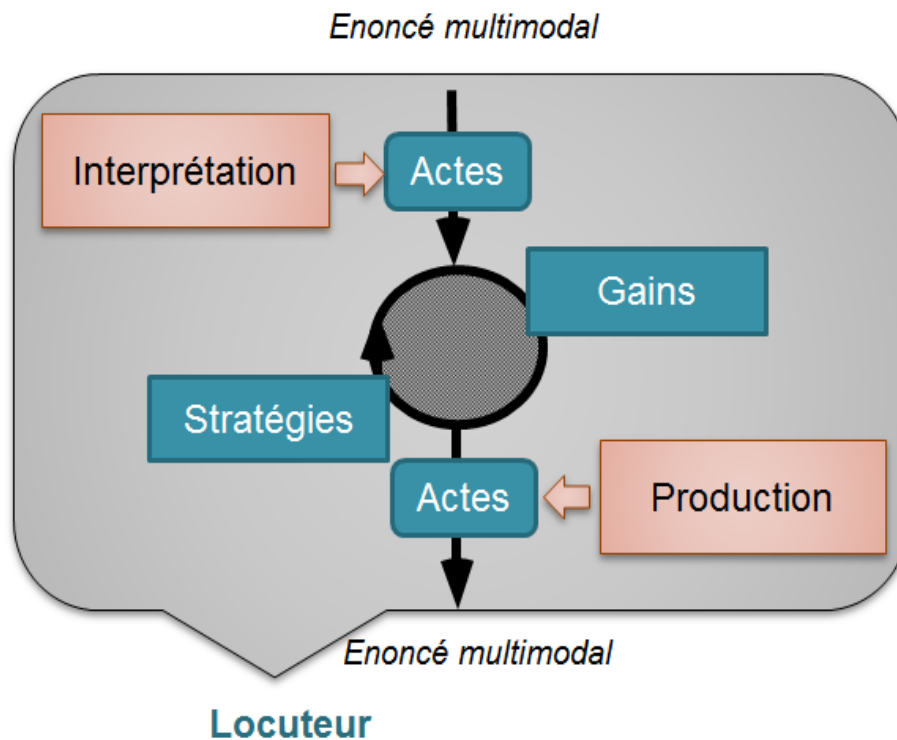 Enoncé multimodal
Interprétation
Actes
Gains
Stratégies
Actes
Production
Enoncé multimodal
Locuteur